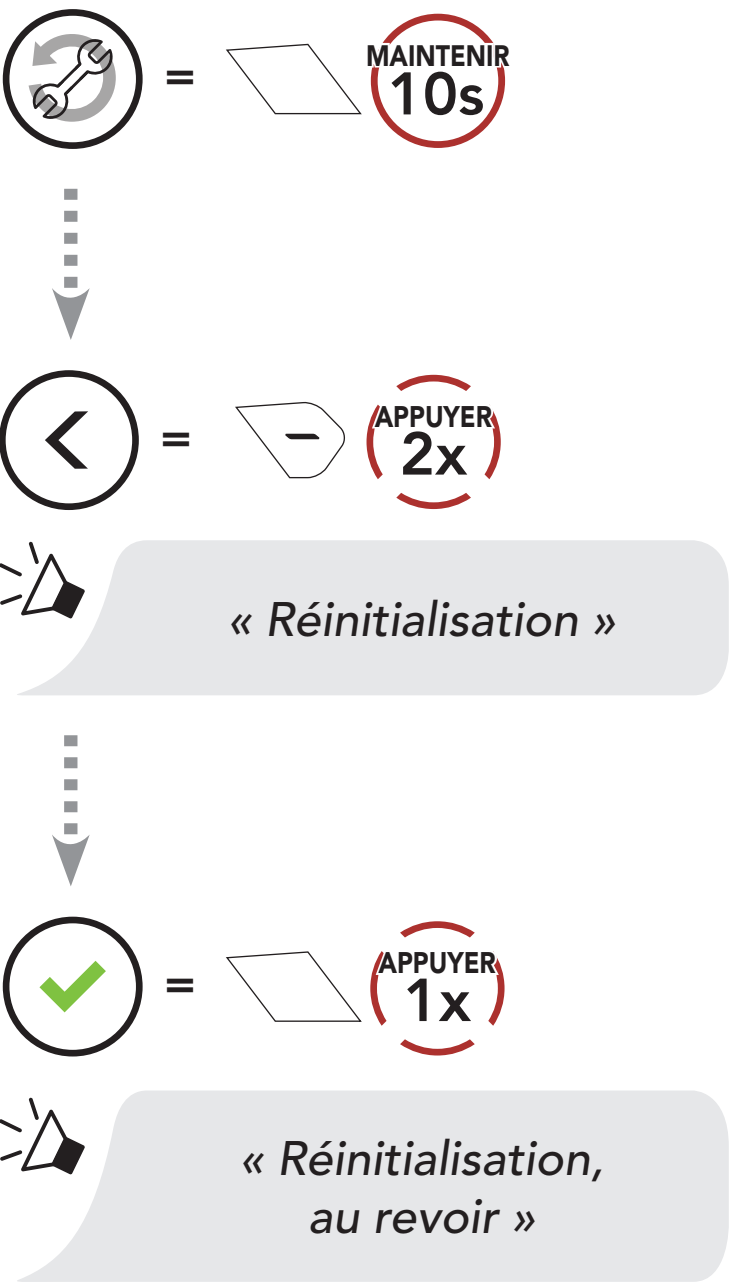 =
MAINTENIR
10s
=
APPUYER
2x
« Réinitialisation »
=
APPUYER
1x
« Réinitialisation,
au revoir »